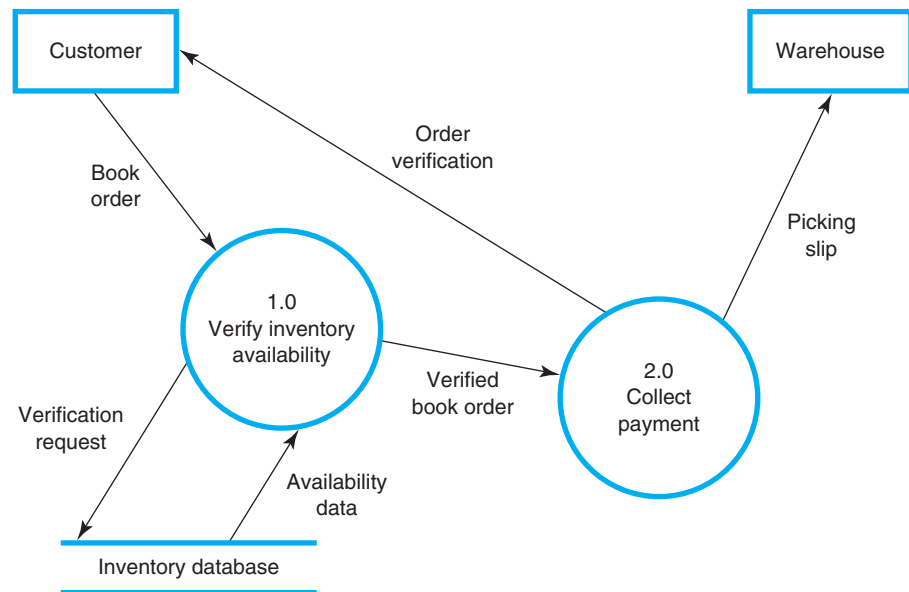 Customer
Warehouse
Order
verification
Book
order
Picking
slip
1.0
Verify inventory
availability
2.0
Collect
payment
Verified
book order
Verification
request
Availability
data
Inventory database